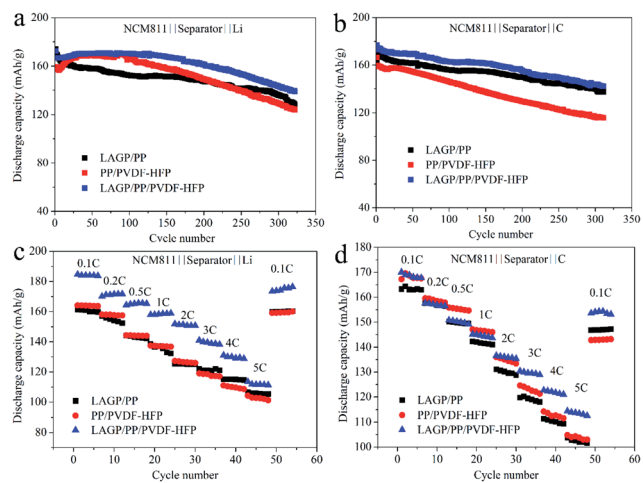 a
NCM811||Separator||Li
Discharge capacity (mAh/g)
200
160
120
80
40
LAGP/PP
PP/PVDF-HFP
LAGP/PP/PVDF-HFP
0 50 100 150 200 250 300 350
Cycle number
b
NCM811||Separator||C
Discharge capacity (mAh/g)
200
160
120
80
40
LAGP/PP
PP/PVDF-HFP
LAGP/PP/PVDF-HFP
0 50 100 150 200 250 300 350
Cycle number
c
NCM811||Separator||Li
Discharge capacity (mAh/g)
200
180
160
140
120
100
80
0.1C
0.2C
0.5C
1C
2C
3C
4C
5C
0.1C
LAGP/PP
PP/PVDF-HFP
LAGP/PP/PVDF-HFP
0 10 20 30 40 50 60
Cycle number
d
NCM811||Separator||C
Discharge capacity (mAh/g)
180
170
160
150
140
130
120
110
100
0.1C
0.2C
0.5C
1C
2C
3C
4C
5C
0.1C
LAGP/PP
PP/PVDF-HFP
LAGP/PP/PVDF-HFP
0 10 20 30 40 50 60
Cycle number